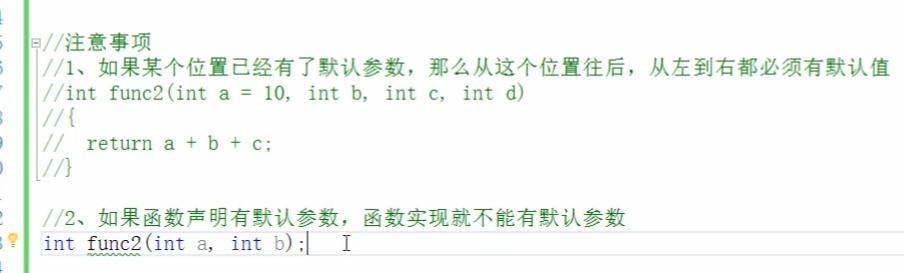 //注意事项
//1、如果某个位置已经有了默认参数，那么从这个位置往后，从左到右都必须有默认值
//int func2(int a = 10, int b, int c, int d)
//{
//  return a + b + c;
//}
//2、如果函数声明有默认参数，函数实现就不能有默认参数
int func2(int a, int b);